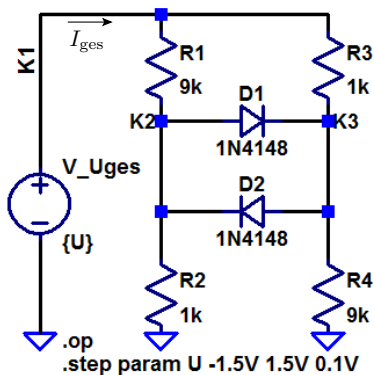 K1
I_ges
R1
9k
R3
1k
K2
D1
1N4148
K3
V_Uges
{U}
D2
1N4148
R2
1k
R4
9k
.op
.step param U -1.5V 1.5V 0.1V